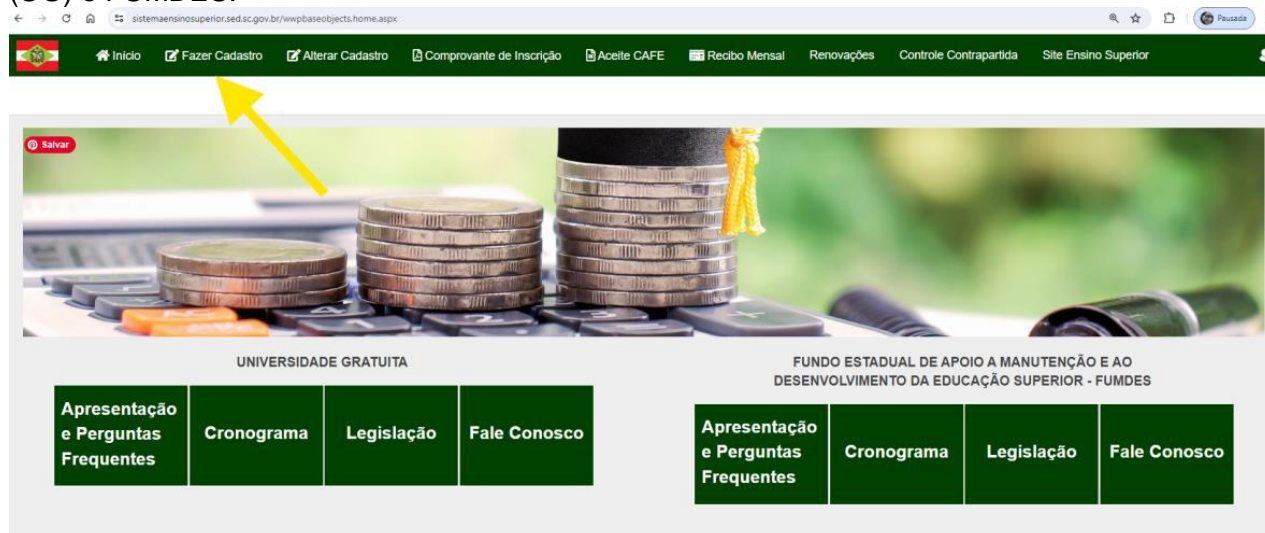 (UG) e FUMDES:
sistemaensinosuperior.sed.sc.gov.br/wwpbaseobjects.home.aspx
Pausada
Início Fazer Cadastro Alterar Cadastro Comprovante de Inscrição Aceite CAFE Recibo Mensal Renovações Controle Contrapartida Site Ensino Superior
Salvar
UNIVERSIDADE GRATUITA
Apresentação
e Perguntas
Frequentes
Cronograma
Legislação
Fale Conosco
FUNDO ESTADUAL DE APOIO A MANUTENÇÃO E AO
DESENVOLVIMENTO DA EDUCAÇÃO SUPERIOR - FUMDES
Apresentação
e Perguntas
Frequentes
Cronograma
Legislação
Fale Conosco